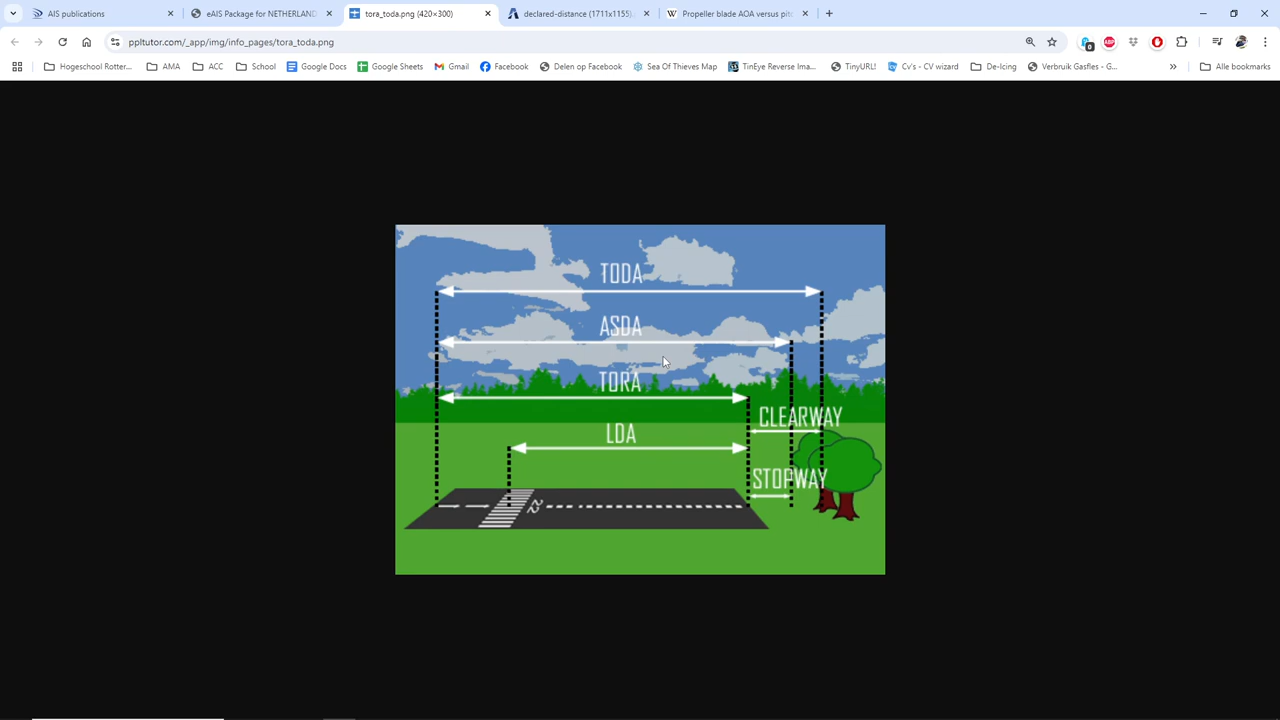 AIS publications
eAIS Package for NETHERLAND
tora_toda.png (420×300)
declared-distance (1711x1155).
Propeller blade AOA versus pitc
ppltutor.com/_app/img/info_pages/tora_toda.png
Hogeschool Rotter...
AMA
ACC
School
Google Docs
Google Sheets
Gmail
Facebook
Delen op Facebook
Sea Of Thieves Map
TinEye Reverse Ima...
TinyURL!
Cv's - CV wizard
De-Icing
Verbruik Gasfles - G...
Alle bookmarks
TODA
ASDA
TORA
CLEARWAY
LDA
STOPWAY
22